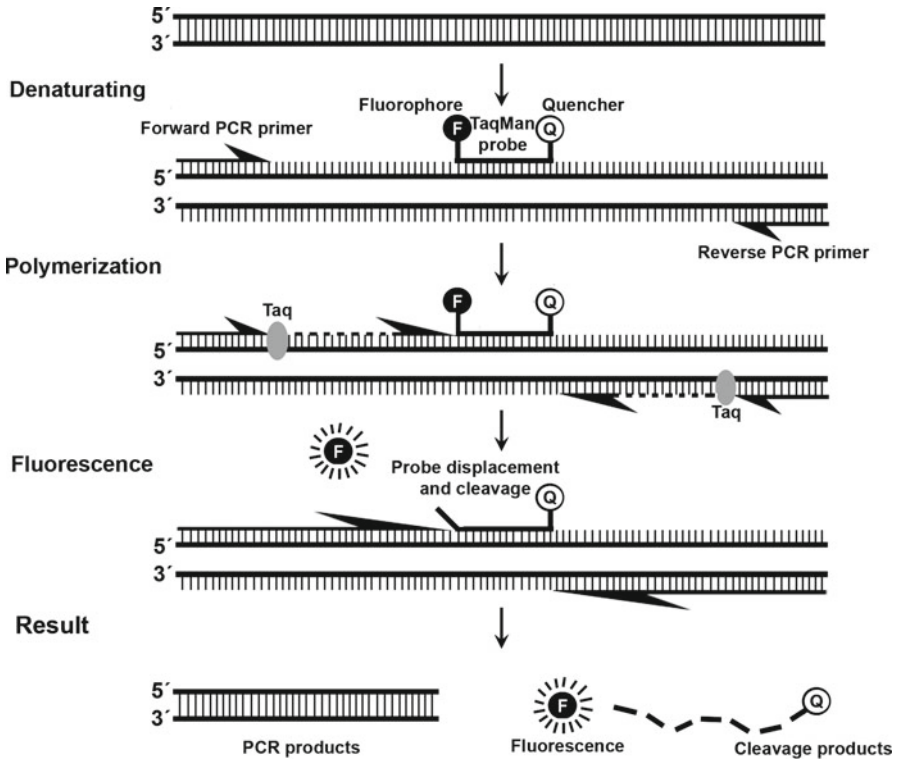 5´
3´
Denaturating
Fluorophore
Quencher
F
TaqMan
probe
Q
Forward PCR primer
5´
3´
Reverse PCR primer
Polymerization
F
Q
Taq
5´
3´
Taq
Fluorescence
F
Probe displacement
and cleavage
Q
5´
3´
Result
5´
3´
PCR products
F
Fluorescence
Q
Cleavage products